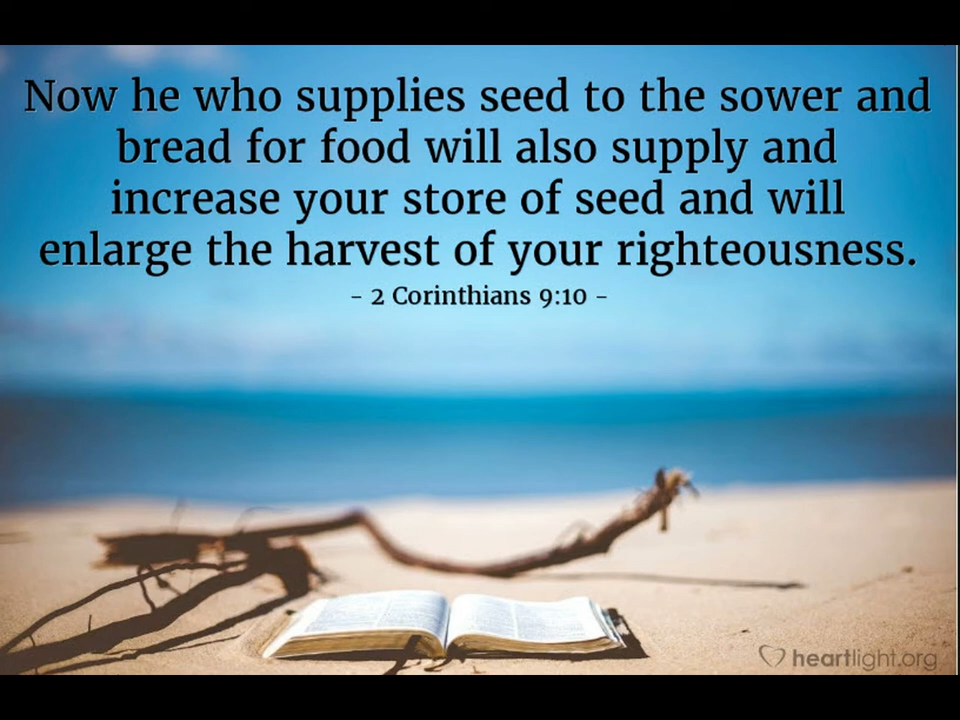 Now he who supplies seed to the sower and
bread for food will also supply and
increase your store of seed and will
enlarge the harvest of your righteousness.
- 2 Corinthians 9:10 -
heartlight.org